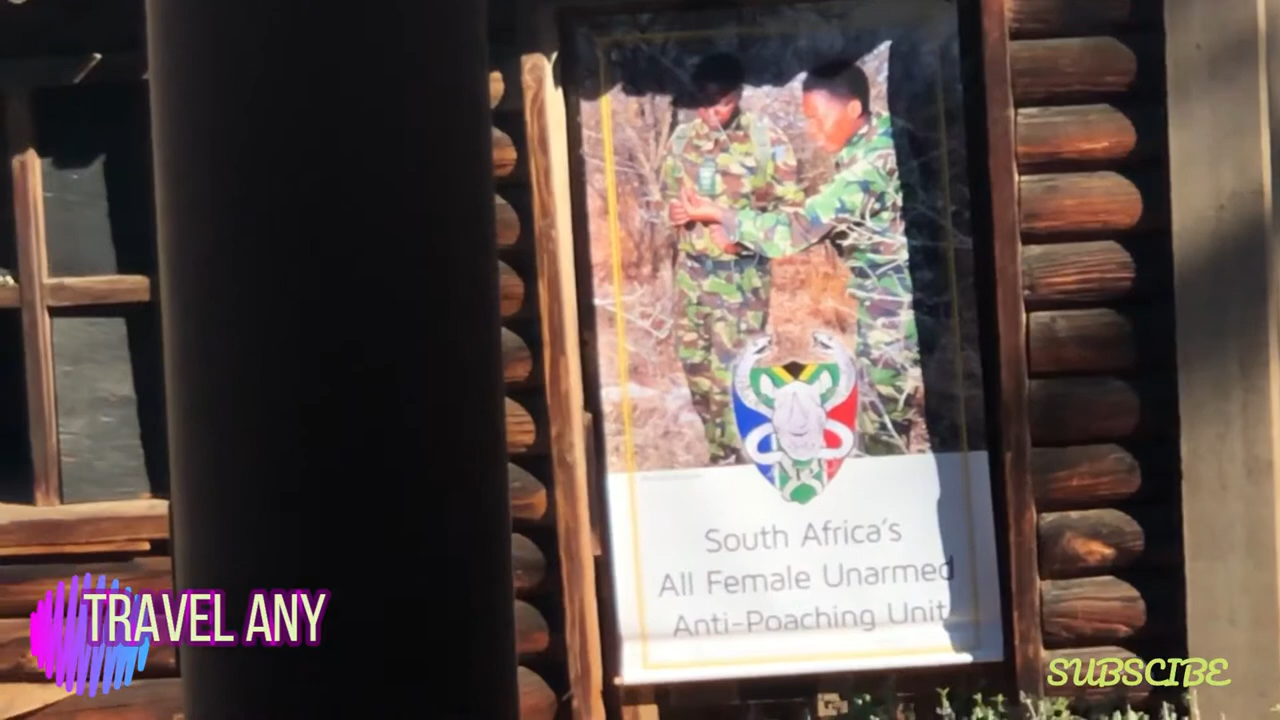 South Africa's
All Female Unarmed
Anti-Poaching Unit
TRAVEL ANY
SUBSCIBE